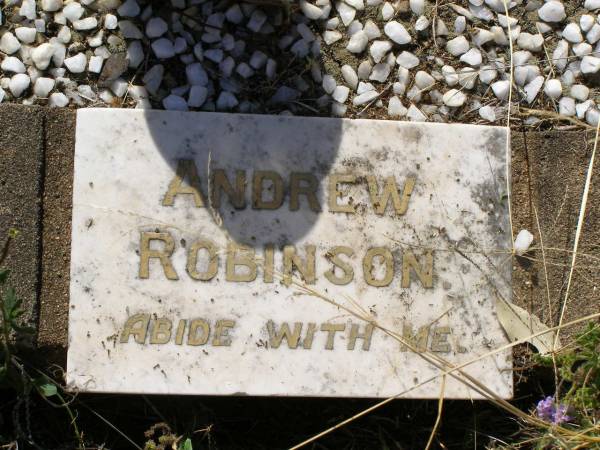 ANDREW
ROBINSON.
ABIDE WITH ME.